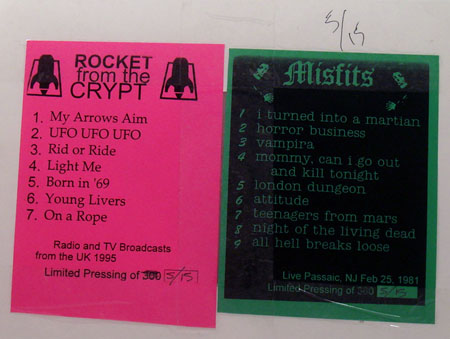 5/15
ROCKET
from the
CRYPT
1. My Arrows Aim
2. UFO UFO UFO
3. Rid or Ride
4. Light Me
5. Born in '69
6. Young Livers
7. On a Rope
Radio and TV Broadcasts
from the UK 1995
Limited Pressing of 300 5/15
Misfits
1 i turned into a martian
2 horror business
3 vampira
4 mommy, can i go out
and kill tonight
5 london dungeon
6 attitude
7 teenagers from mars
8 night of the living dead
9 all hell breaks loose
Live Passaic, NJ Feb 25, 1981
Limited Pressing of 300 5/15